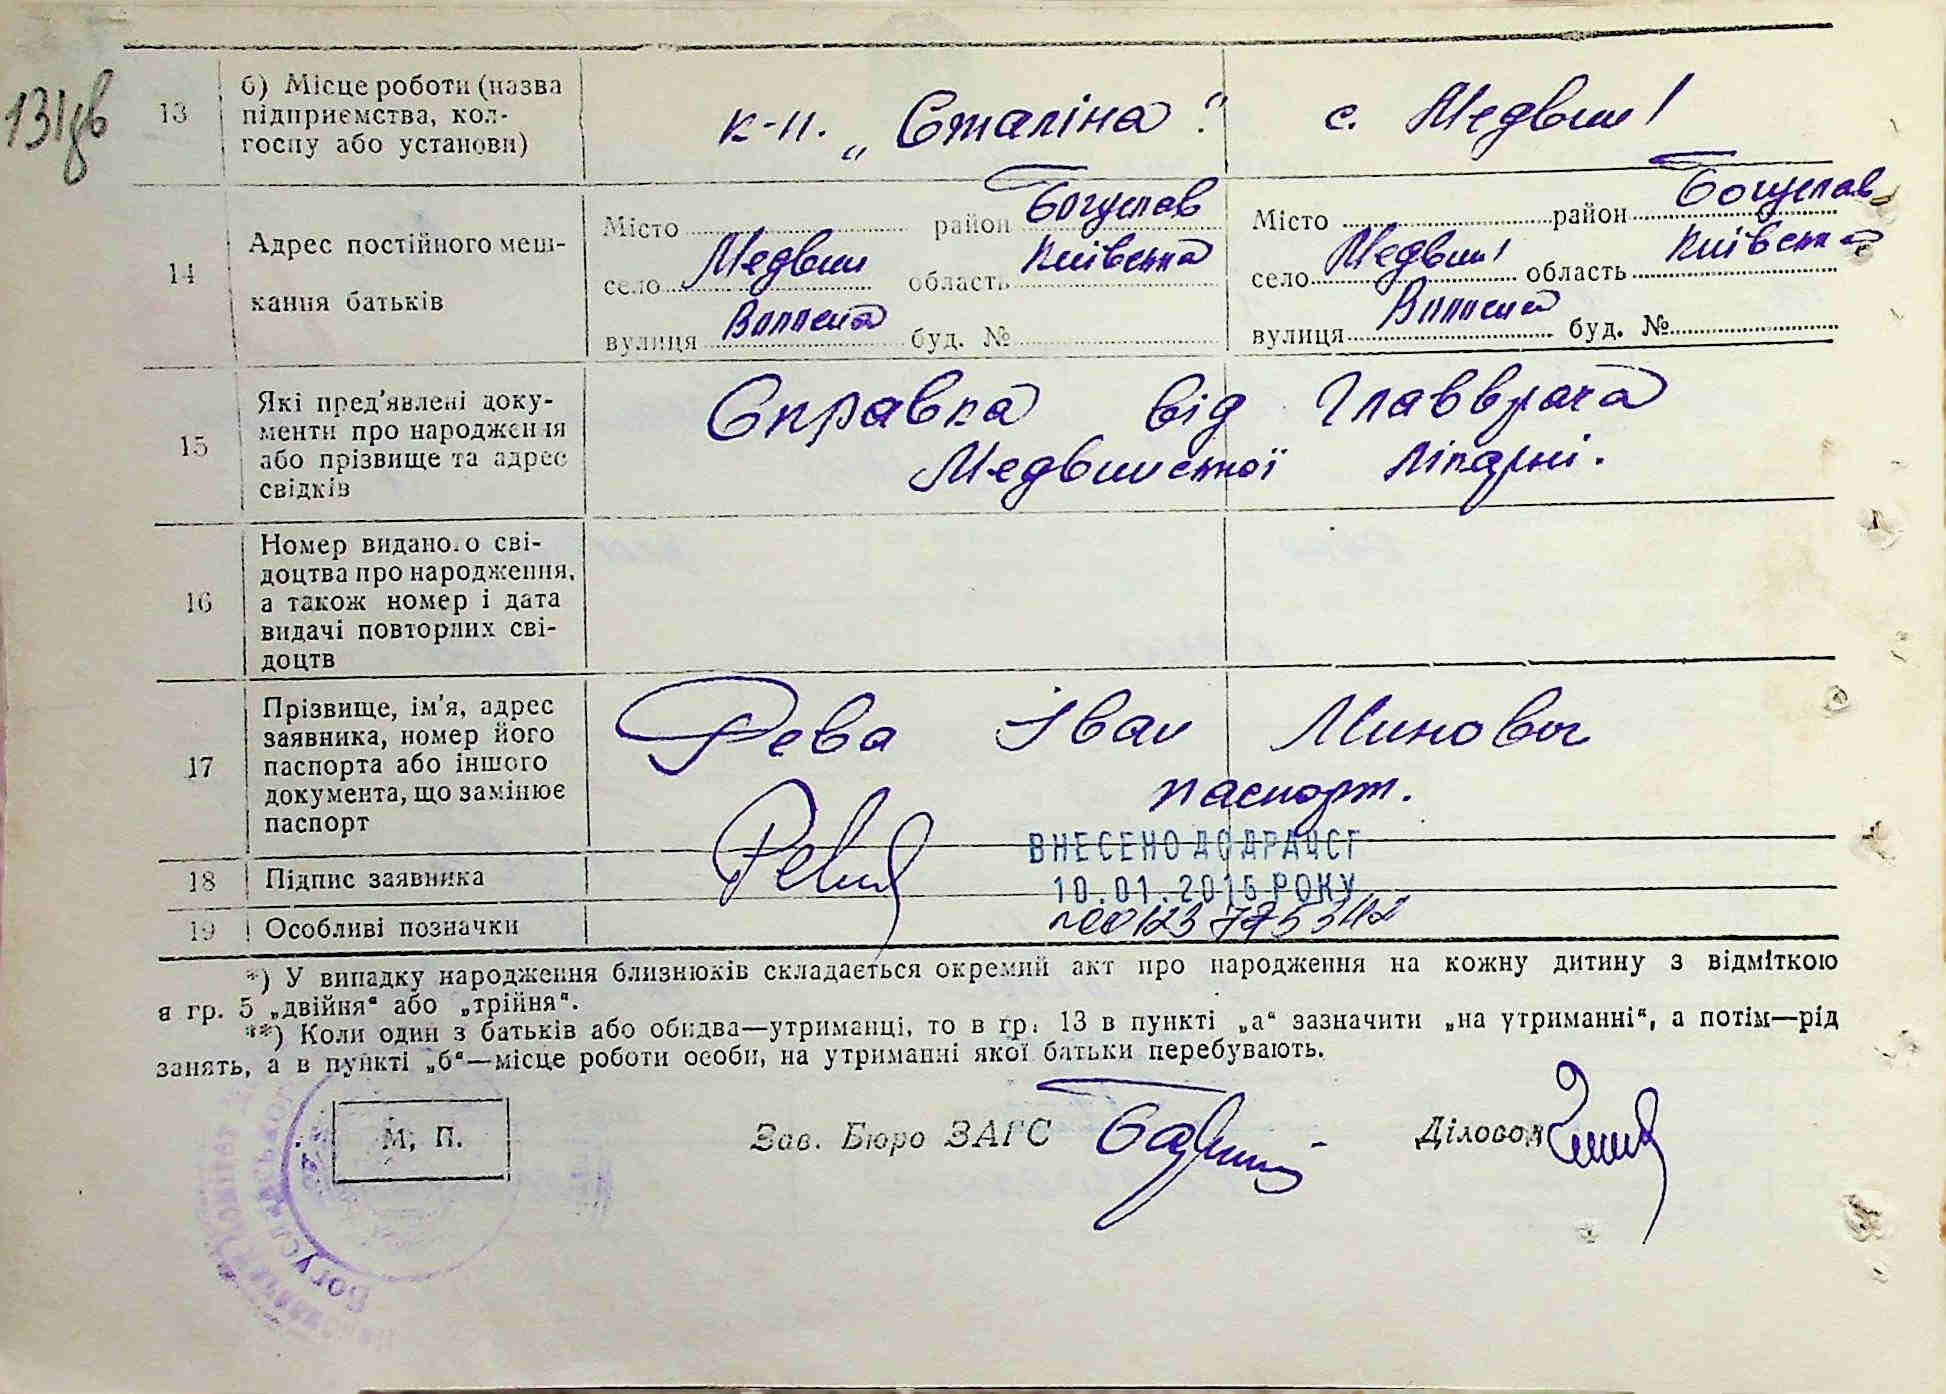 131зв
13 б) Місце роботи (назва підприємства, колгоспу або установи)
к-п. „Сталіна". с. Медвин
14 Адрес постійного мешкання батьків
Місто район Богуслав
село Медвин область Київська
вулиця буд. №
Місто район Богуслав
село Медвин область Київська
вулиця буд. №
15 Які пред'явлені доку-
менти про народження
або прізвище та адрес
свідків
Справка від Главврача
Медвинської лікарні.
16 Номер виданого сві-
доцтва про народження,
а також номер і дата
видачі повторних сві-
доцтв
17 Прізвище, ім'я, адрес
заявника, номер його
паспорта або іншого
документа, що замінює
паспорт
Рева Іван Минович
паспорт.
ВНЕСЕНО ДО ДРАЦСГ
10.01.2015 РОКУ
№00123775342
18 Підпис заявника
19 Особливі позначки
*) У випадку народження близнюків складається окремий акт про народження на кожну дитину з відміткою
в гр. 5 „двійня" або „трійня".
**) Коли один з батьків або обидва—утриманці, то в гр. 13 в пункті „а" зазначити „на утриманні", а потім—рід
занять, а в пункті „б"—місце роботи особи, на утриманні якої батьки перебувають.
М. П.
Зав. Бюро ЗАГС
Діловод